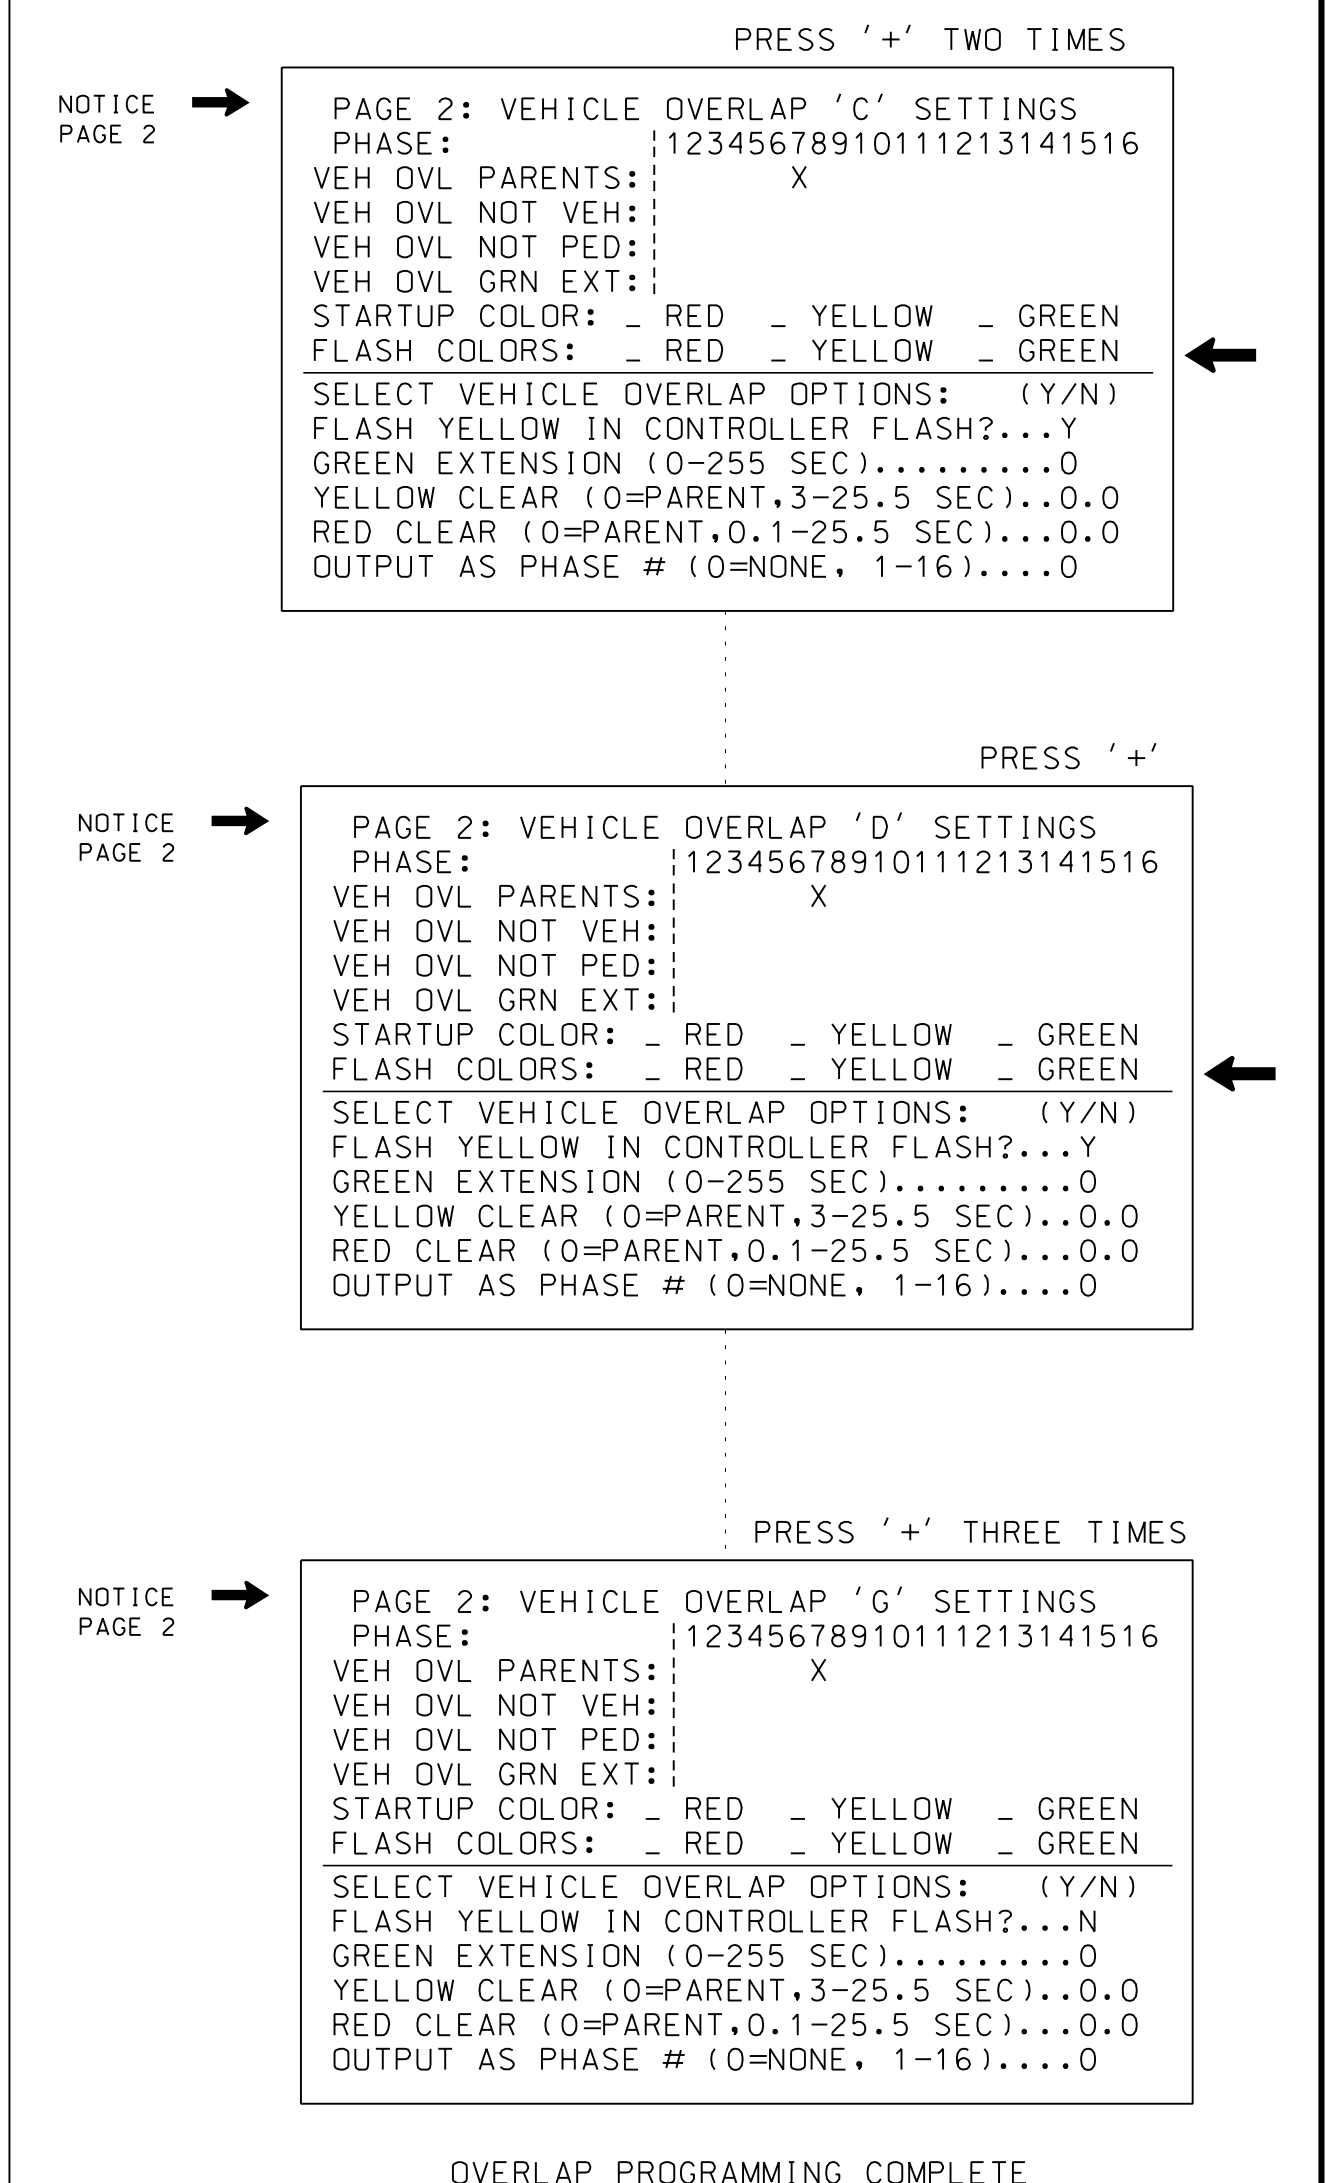 PRESS '+' TWO TIMES
NOTICE
PAGE 2
PAGE 2: VEHICLE OVERLAP 'C' SETTINGS
PHASE: |12345678910111213141516
VEH OVL PARENTS:| X
VEH OVL NOT VEH:|
VEH OVL NOT PED:|
VEH OVL GRN EXT:|
STARTUP COLOR: _ RED _ YELLOW _ GREEN
FLASH COLORS: _ RED _ YELLOW _ GREEN
SELECT VEHICLE OVERLAP OPTIONS: (Y/N)
FLASH YELLOW IN CONTROLLER FLASH?...Y
GREEN EXTENSION (0-255 SEC).........0
YELLOW CLEAR (0=PARENT,3-25.5 SEC)..0.0
RED CLEAR (0=PARENT,0.1-25.5 SEC)...0.0
OUTPUT AS PHASE # (0=NONE, 1-16)....0
PRESS '+'
NOTICE
PAGE 2
PAGE 2: VEHICLE OVERLAP 'D' SETTINGS
PHASE: |12345678910111213141516
VEH OVL PARENTS:| X
VEH OVL NOT VEH:|
VEH OVL NOT PED:|
VEH OVL GRN EXT:|
STARTUP COLOR: _ RED _ YELLOW _ GREEN
FLASH COLORS: _ RED _ YELLOW _ GREEN
SELECT VEHICLE OVERLAP OPTIONS: (Y/N)
FLASH YELLOW IN CONTROLLER FLASH?...Y
GREEN EXTENSION (0-255 SEC).........0
YELLOW CLEAR (0=PARENT,3-25.5 SEC)..0.0
RED CLEAR (0=PARENT,0.1-25.5 SEC)...0.0
OUTPUT AS PHASE # (0=NONE, 1-16)....0
PRESS '+' THREE TIMES
NOTICE
PAGE 2
PAGE 2: VEHICLE OVERLAP 'G' SETTINGS
PHASE: |12345678910111213141516
VEH OVL PARENTS:| X
VEH OVL NOT VEH:|
VEH OVL NOT PED:|
VEH OVL GRN EXT:|
STARTUP COLOR: _ RED _ YELLOW _ GREEN
FLASH COLORS: _ RED _ YELLOW _ GREEN
SELECT VEHICLE OVERLAP OPTIONS: (Y/N)
FLASH YELLOW IN CONTROLLER FLASH?...N
GREEN EXTENSION (0-255 SEC).........0
YELLOW CLEAR (0=PARENT,3-25.5 SEC)..0.0
RED CLEAR (0=PARENT,0.1-25.5 SEC)...0.0
OUTPUT AS PHASE # (0=NONE, 1-16)....0
OVERLAP PROGRAMMING COMPLETE